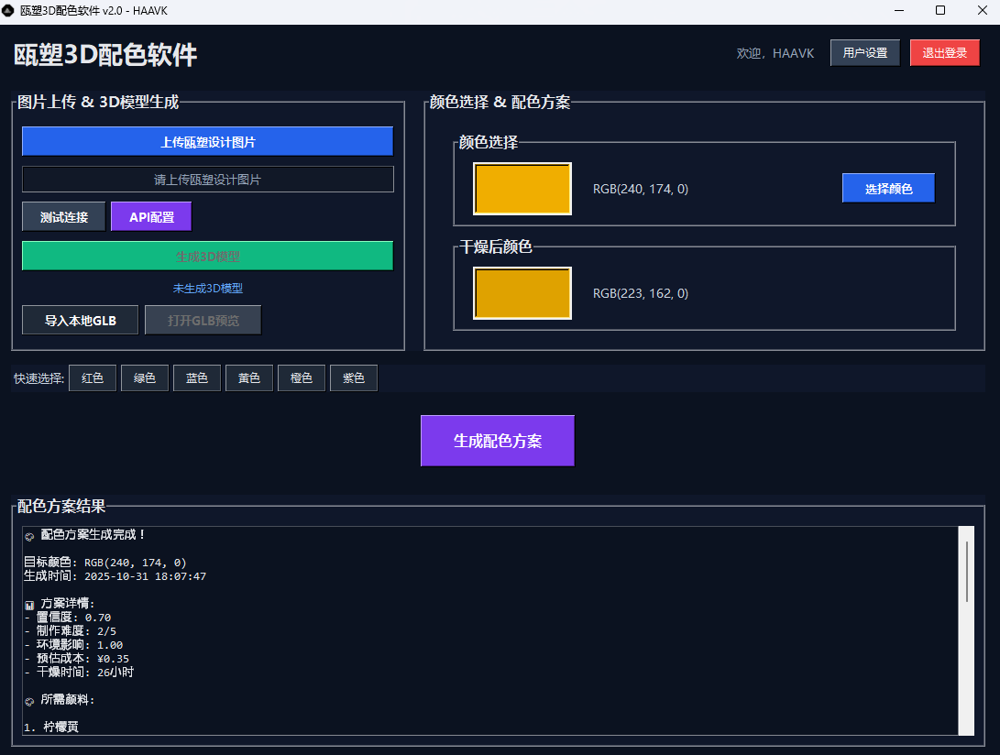 瓯塑3D配色软件 v2.0 - HAAVK
瓯塑3D配色软件
欢迎，HAAVK
用户设置
退出登录
图片上传 & 3D模型生成
上传瓯塑设计图片
请上传瓯塑设计图片
测试连接
API配置
生成3D模型
未生成3D模型
导入本地GLB
打开GLB预览
颜色选择 & 配色方案
颜色选择
RGB(240, 174, 0)
选择颜色
干燥后颜色
RGB(223, 162, 0)
快速选择: 红色 绿色 蓝色 黄色 橙色 紫色
生成配色方案
配色方案结果
配色方案生成完成！
目标颜色: RGB(240, 174, 0)
生成时间: 2025-10-31 18:07:47
方案详情:
- 置信度: 0.70
- 制作难度: 2/5
- 环境影响: 1.00
- 预估成本: ¥0.35
- 干燥时间: 26小时
所需颜料:
1. 柠檬黄